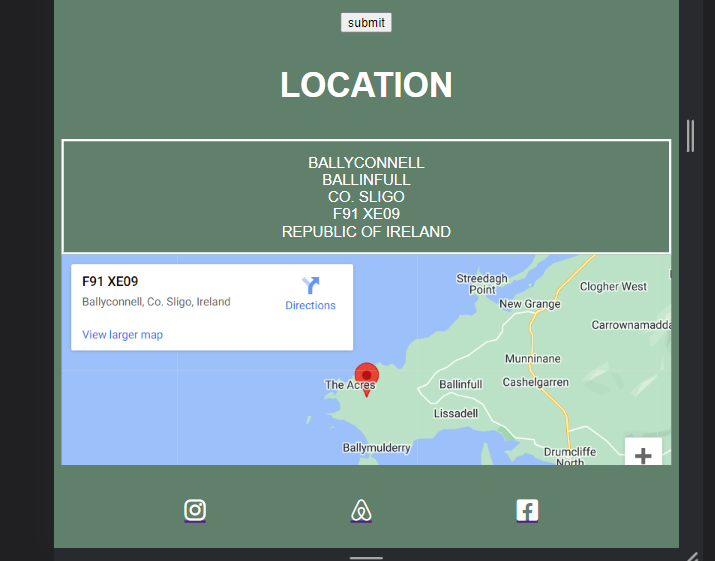 submit
LOCATION
BALLYCONNELL
BALLINFULL
CO. SLIGO
F91 XE09
REPUBLIC OF IRELAND
F91 XE09
Ballyconnell, Co. Sligo, Ireland
Directions
View larger map
Streedagh
Point
Clogher West
New Grange
Munninane
The Acres
Ballinfull
Cashelgarren
Lissadell
Ballymulderry
Drumcliffe
North